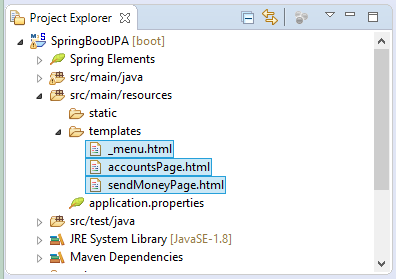 Project Explorer
SpringBootJPA [boot]
Spring Elements
src/main/java
src/main/resources
static
templates
_menu.html
accountsPage.html
sendMoneyPage.html
application.properties
src/test/java
JRE System Library [JavaSE-1.8]
Maven Dependencies